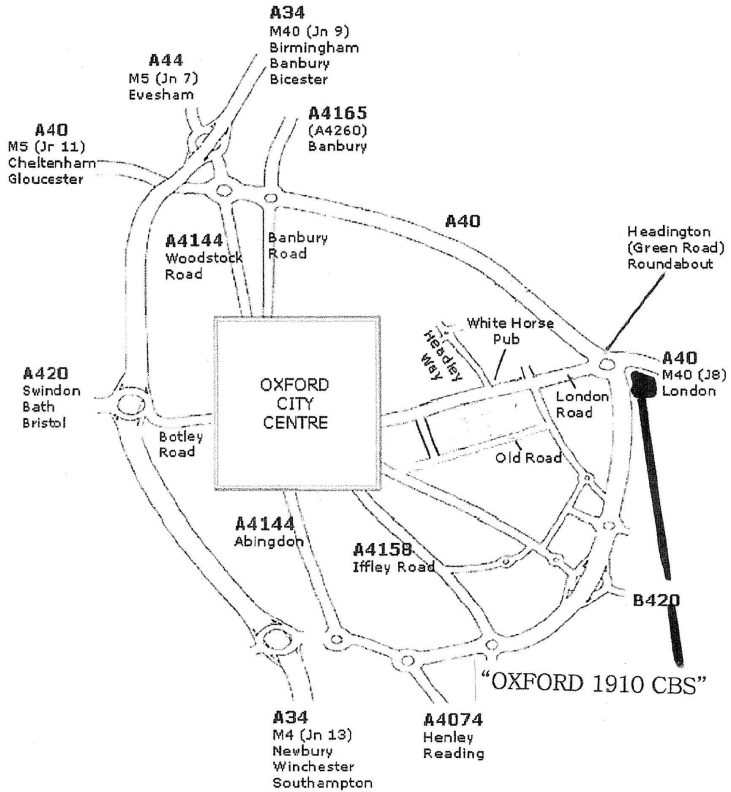 A34
M40 (Jn 9)
Birmingham
Banbury
Bicester
A44
M5 (Jn 7)
Evesham
A4165
(A4260)
Banbury
A40
M5 (Jr 11)
Cheltenham
Gloucester
A40
Headington
(Green Road)
Roundabout
A4144
Woodstock
Road
Banbury
Road
White Horse
Pub
Headley
Way
A40
M40 (J8)
London
A420
Swindon
Bath
Bristol
OXFORD
CITY
CENTRE
London
Road
Botley
Road
Old Road
A4144
Abingdon
A4158
Iffley Road
B420
"OXFORD 1910 CBS"
A34
M4 (Jn 13)
Newbury
Winchester
Southampton
A4074
Henley
Reading